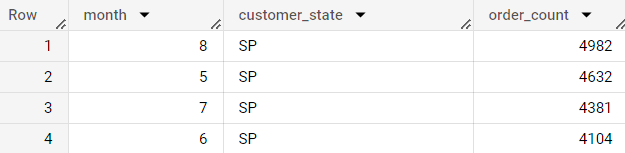 Row month customer_state order_count
1 8 SP 4982
2 5 SP 4632
3 7 SP 4381
4 6 SP 4104